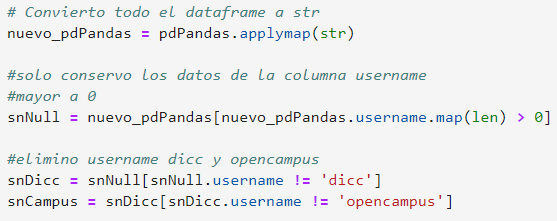 # Convierto todo el dataframe a str
nuevo_pdPandas = pdPandas.applymap(str)
#solo conservo los datos de la columna username
#mayor a 0
snNull = nuevo_pdPandas[nuevo_pdPandas.username.map(len) > 0]
#elimino username dicc y opencampus
snDicc = snNull[snNull.username != 'dicc']
snCampus = snDicc[snDicc.username != 'opencampus']